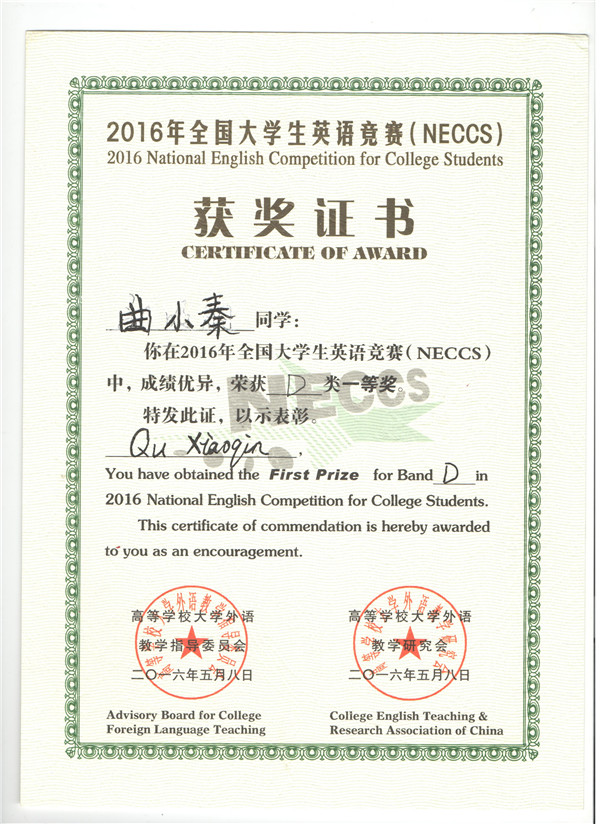 2016年全国大学生英语竞赛(NECCS)
2016 National English Competition for College Students
获奖证书
CERTIFICATE OF AWARD
曲小秦同学:
你在2016年全国大学生英语竞赛(NECCS)
中,成绩优异,荣获 D 类一等奖。
特发此证,以示表彰。
NECCS
Qu Xiaoqin,
You have obtained the First Prize for Band D in
2016 National English Competition for College Students.
This certificate of commendation is hereby awarded
to you as an encouragement.
高等学校大学外语
教学指导委员会
二〇一六年五月八日
Advisory Board for College
Foreign Language Teaching
高等学校大学外语
教学研究会
二〇一六年五月八日
College English Teaching &
Research Association of China